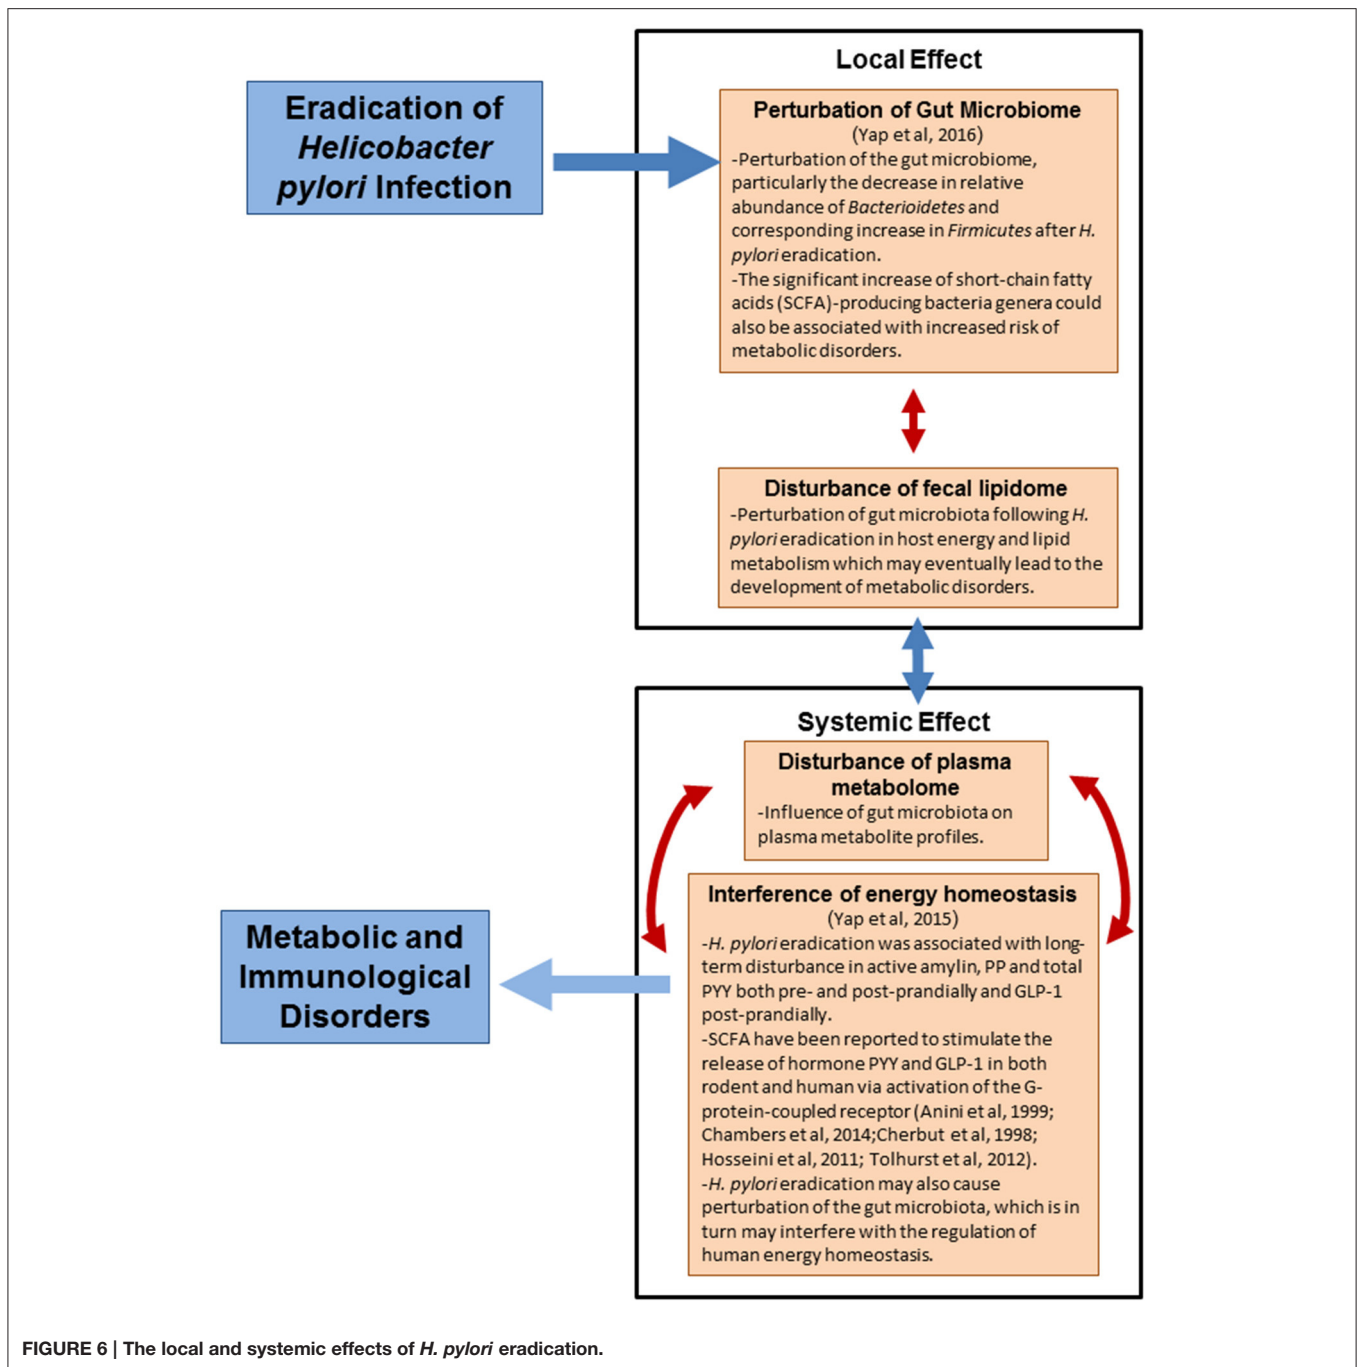 Eradication of
Helicobacter
pylori Infection
Local Effect
Perturbation of Gut Microbiome
(Yap et al, 2016)
-Perturbation of the gut microbiome,
particularly the decrease in relative
abundance of Bacterioidetes and
corresponding increase in Firmicutes after H.
pylori eradication.
-The significant increase of short-chain fatty
acids (SCFA)-producing bacteria genera could
also be associated with increased risk of
metabolic disorders.
Disturbance of fecal lipidome
-Perturbation of gut microbiota following H.
pylori eradication in host energy and lipid
metabolism which may eventually lead to the
development of metabolic disorders.
Systemic Effect
Disturbance of plasma
metabolome
-Influence of gut microbiota on
plasma metabolite profiles.
Interference of energy homeostasis
(Yap et al, 2015)
-H. pylori eradication was associated with long-
term disturbance in active amylin, PP and total
PYY both pre- and post-prandially and GLP-1
post-prandially.
-SCFA have been reported to stimulate the
release of hormone PYY and GLP-1 in both
rodent and human via activation of the G-
protein-coupled receptor (Anini et al, 1999;
Chambers et al, 2014;Cherbut et al, 1998;
Hosseini et al, 2011; Tolhurst et al, 2012).
-H. pylori eradication may also cause
perturbation of the gut microbiota, which is in
turn may interfere with the regulation of
human energy homeostasis.
Metabolic and
Immunological
Disorders
FIGURE 6 | The local and systemic effects of H. pylori eradication.